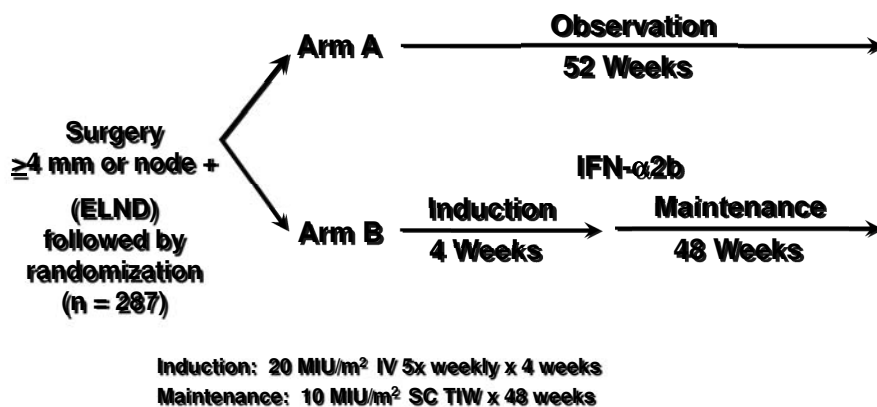 Observation
Arm A
52 Weeks
Surgery
≥4 mm or node +
(ELND)
followed by
randomization
(n = 287)
IFN-α2b
Induction
Maintenance
Arm B
4 Weeks
48 Weeks
Induction: 20 MIU/m² IV 5x weekly x 4 weeks
Maintenance: 10 MIU/m² SC TIW x 48 weeks